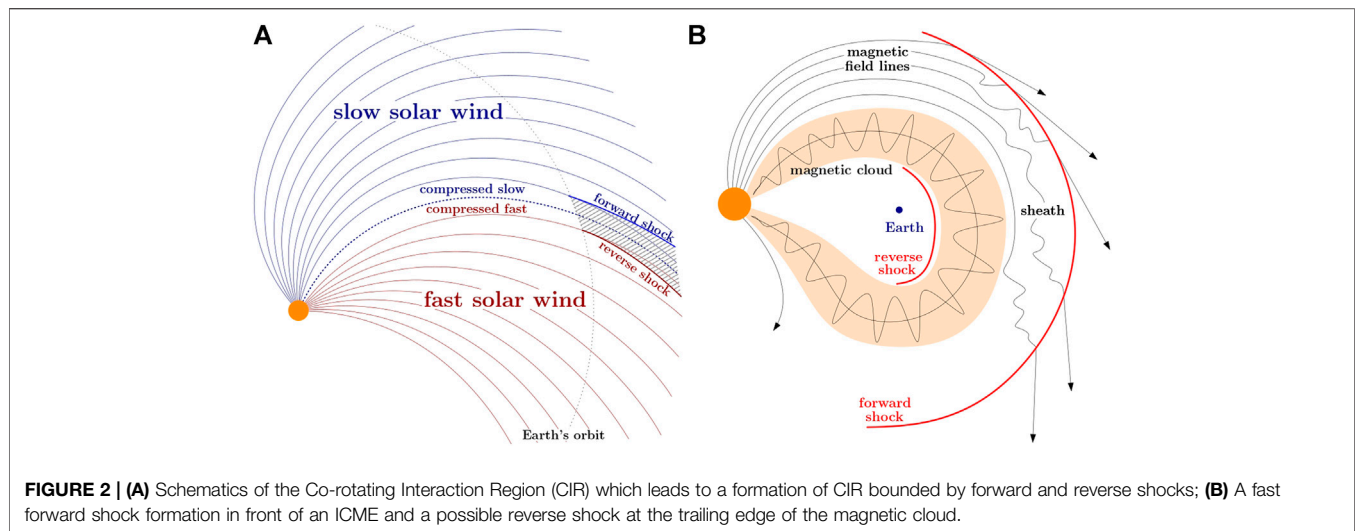 A
slow solar wind
compressed slow
compressed fast
forward shock
reverse shock
fast solar wind
Earth's orbit
B
magnetic
field lines
magnetic cloud
Earth
sheath
reverse
shock
forward
shock
FIGURE 2 | (A) Schematics of the Co-rotating Interaction Region (CIR) which leads to a formation of CIR bounded by forward and reverse shocks; (B) A fast
forward shock formation in front of an ICME and a possible reverse shock at the trailing edge of the magnetic cloud.